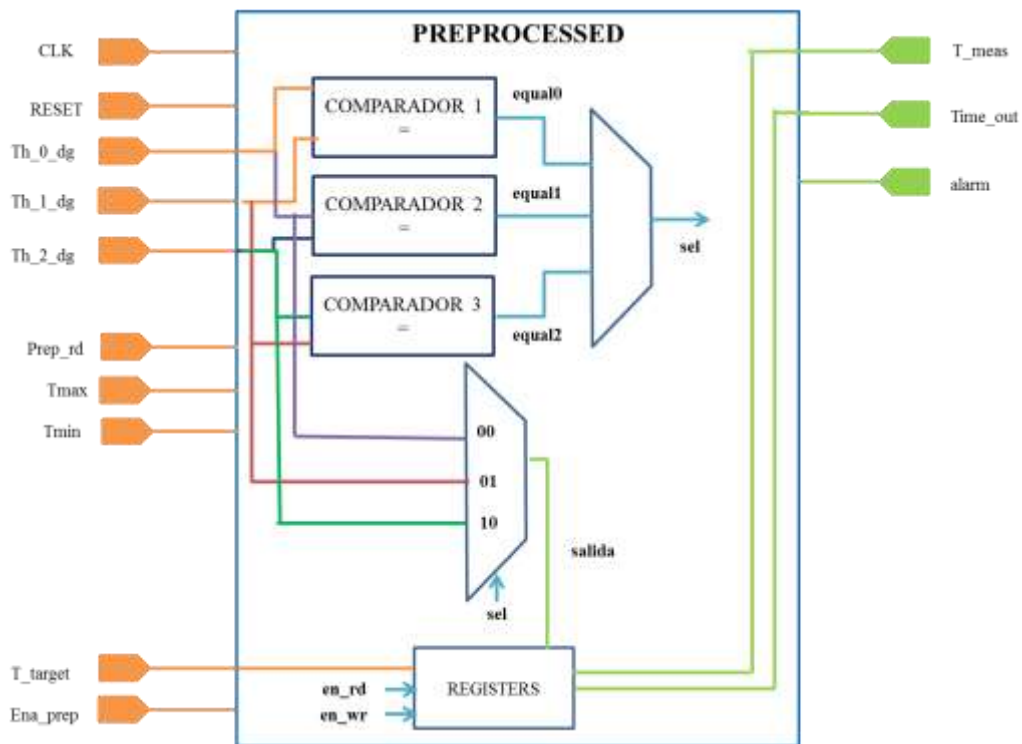 PREPROCESSED
CLK
RESET
Th_0_dg
Th_1_dg
Th_2_dg
Prep_rd
Tmax
Tmin
T_target
Ena_prep
COMPARADOR 1
=
equal0
COMPARADOR 2
=
equal1
COMPARADOR 3
=
equal2
sel
00
01
10
salida
sel
en_rd
en_wr
REGISTERS
T_meas
Time_out
alarm